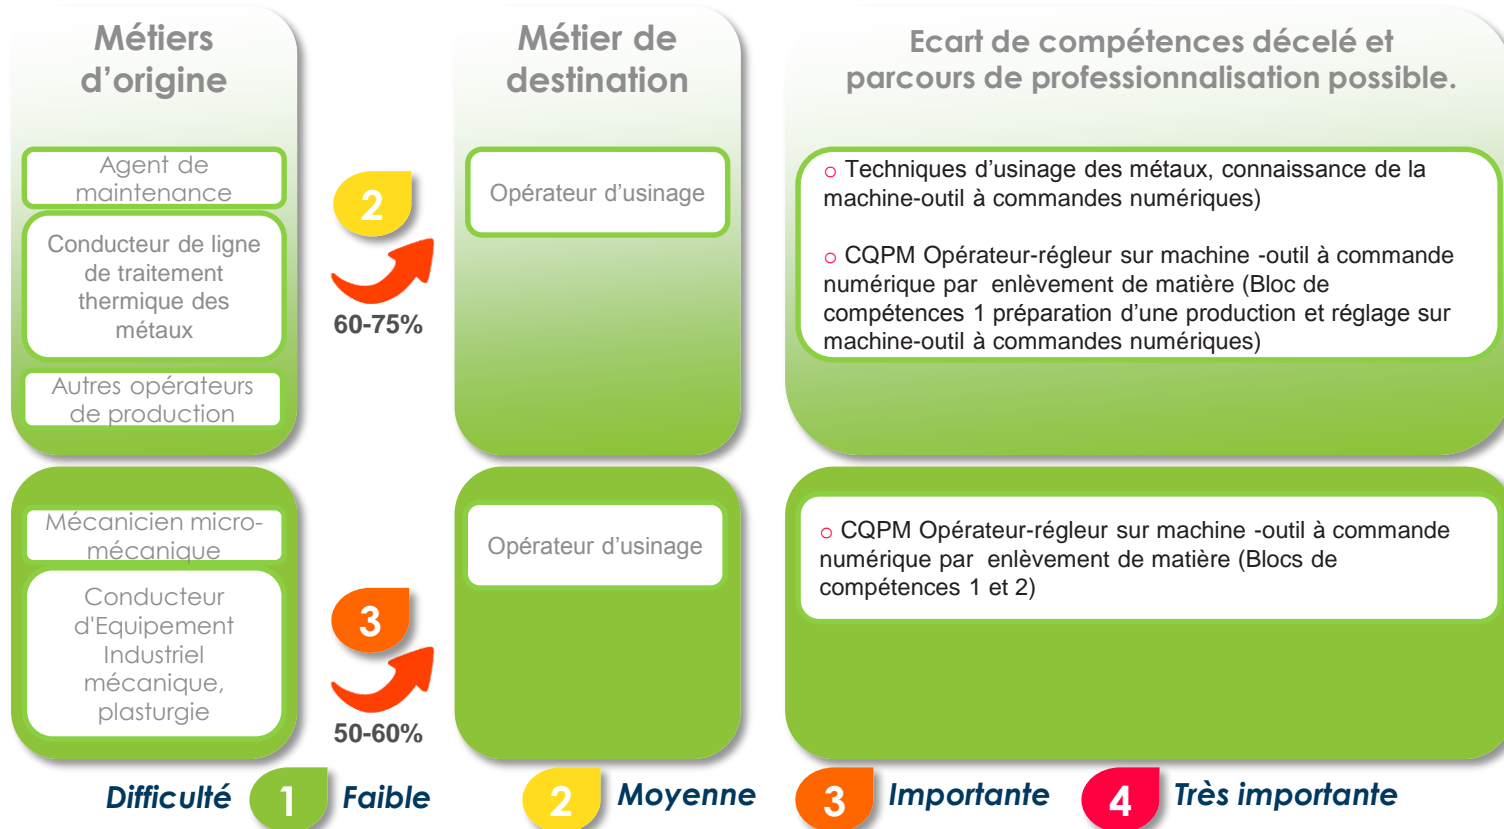 Métiers
d'origine
Métier de
destination
Ecart de compétences décelé et
parcours de professionnalisation possible.
Agent de
maintenance
Conducteur de ligne
de traitement
thermique des
métaux
Autres opérateurs
de production
2
60-75%
Opérateur d'usinage
o Techniques d'usinage des métaux, connaissance de la
machine-outil à commandes numériques)
o CQPM Opérateur-régleur sur machine -outil à commande
numérique par  enlèvement de matière (Bloc de
compétences 1 préparation d'une production et réglage sur
machine-outil à commandes numériques)
Mécanicien micro-
mécanique
Conducteur
d'Equipement
Industriel
mécanique,
plasturgie
3
50-60%
Opérateur d'usinage
o CQPM Opérateur-régleur sur machine -outil à commande
numérique par  enlèvement de matière (Blocs de
compétences 1 et 2)
Difficulté 1 Faible 2 Moyenne 3 Importante 4 Très importante